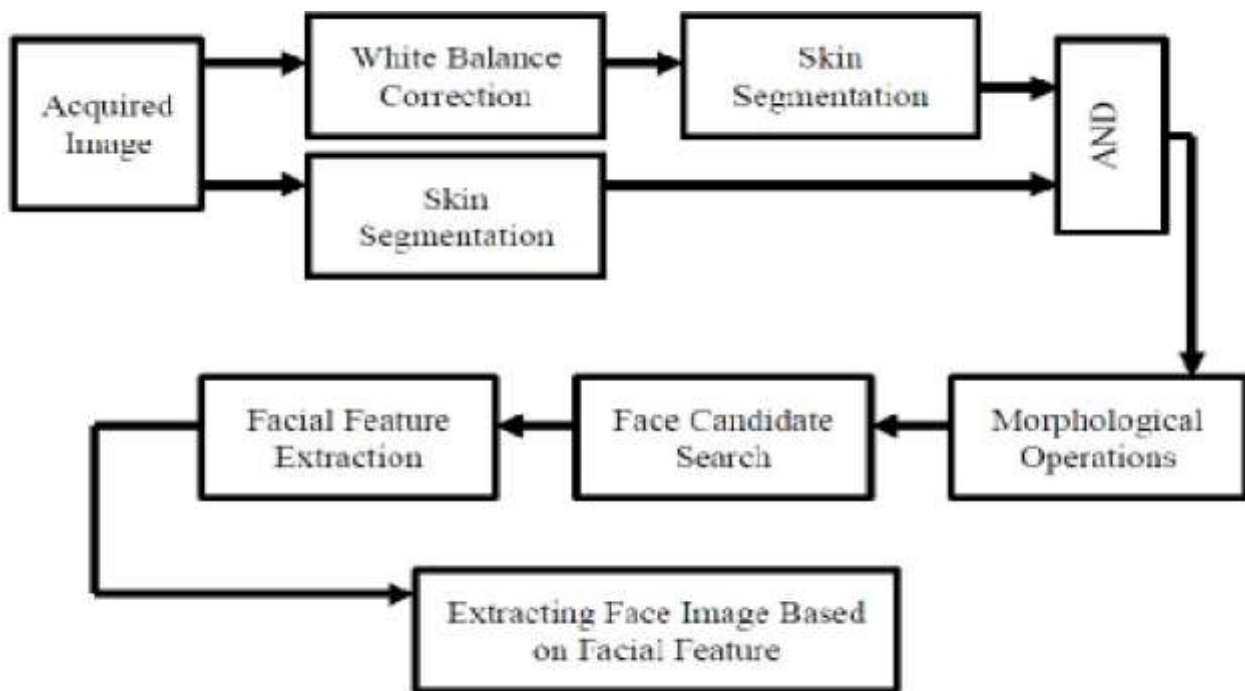 Acquired
Image
White Balance
Correction
Skin
Segmentation
Skin
Segmentation
AND
Morphological
Operations
Face Candidate
Search
Facial Feature
Extraction
Extracting Face Image Based
on Facial Feature